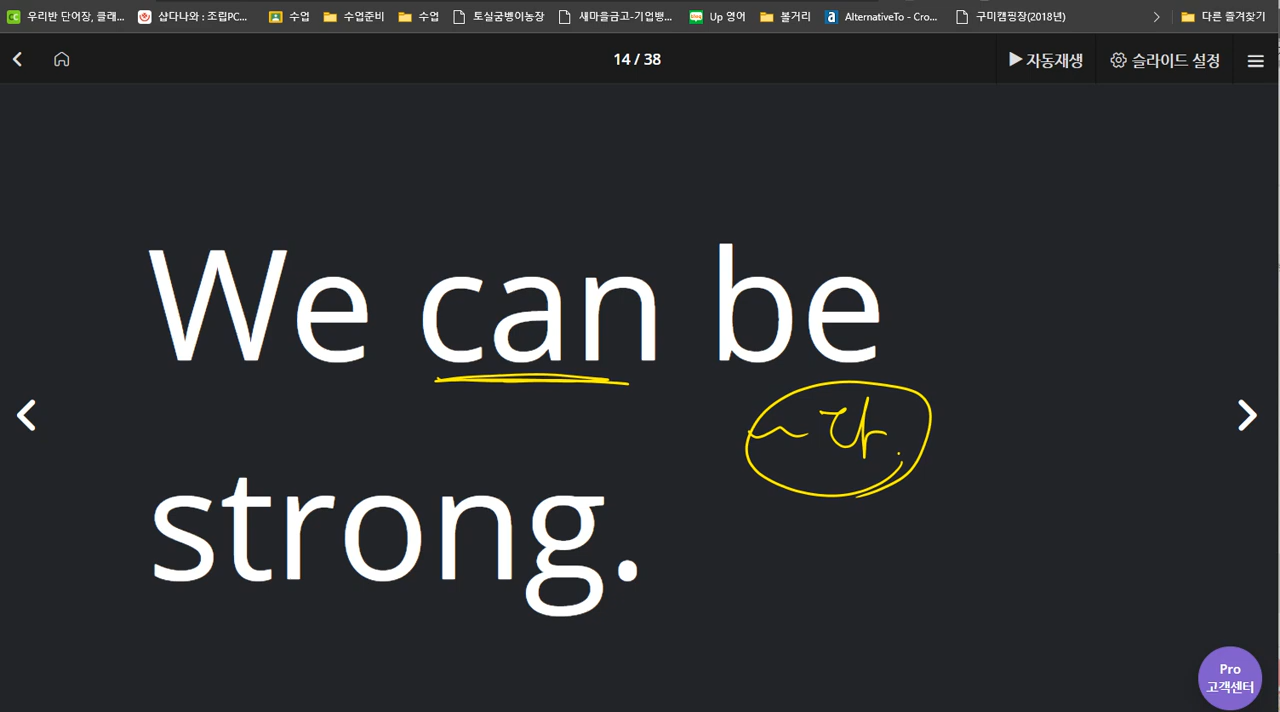 우리반 단어장, 클래... 샵다나와 : 조립PC... 수업 수업준비 수업 토실굼벵이농장 새마을금고-기업뱅... Up 영어 볼거리 AlternativeTo - Cro... 구미캠핑장(2018년) 다른 즐겨찾기
14 / 38 자동재생 슬라이드 설정
We can be
~다.
strong.
Pro
고객센터